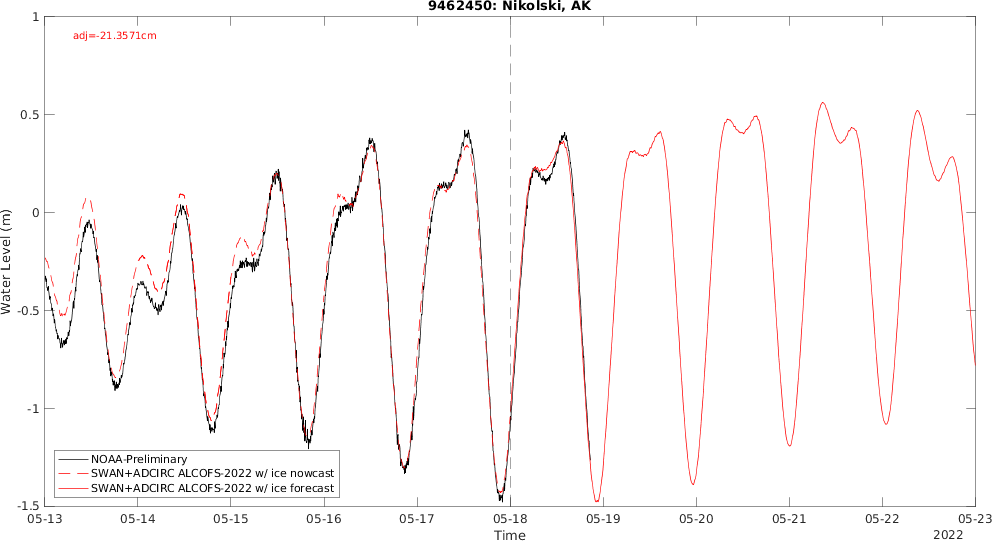 9462450: Nikolski, AK
adj=-21.3571cm
1
0.5
0
-0.5
-1
-1.5
Water Level (m)
NOAA-Preliminary
SWAN+ADCIRC ALCOFS-2022 w/ ice nowcast
SWAN+ADCIRC ALCOFS-2022 w/ ice forecast
05-13 05-14 05-15 05-16 05-17 05-18 05-19 05-20 05-21 05-22 05-23
Time
2022